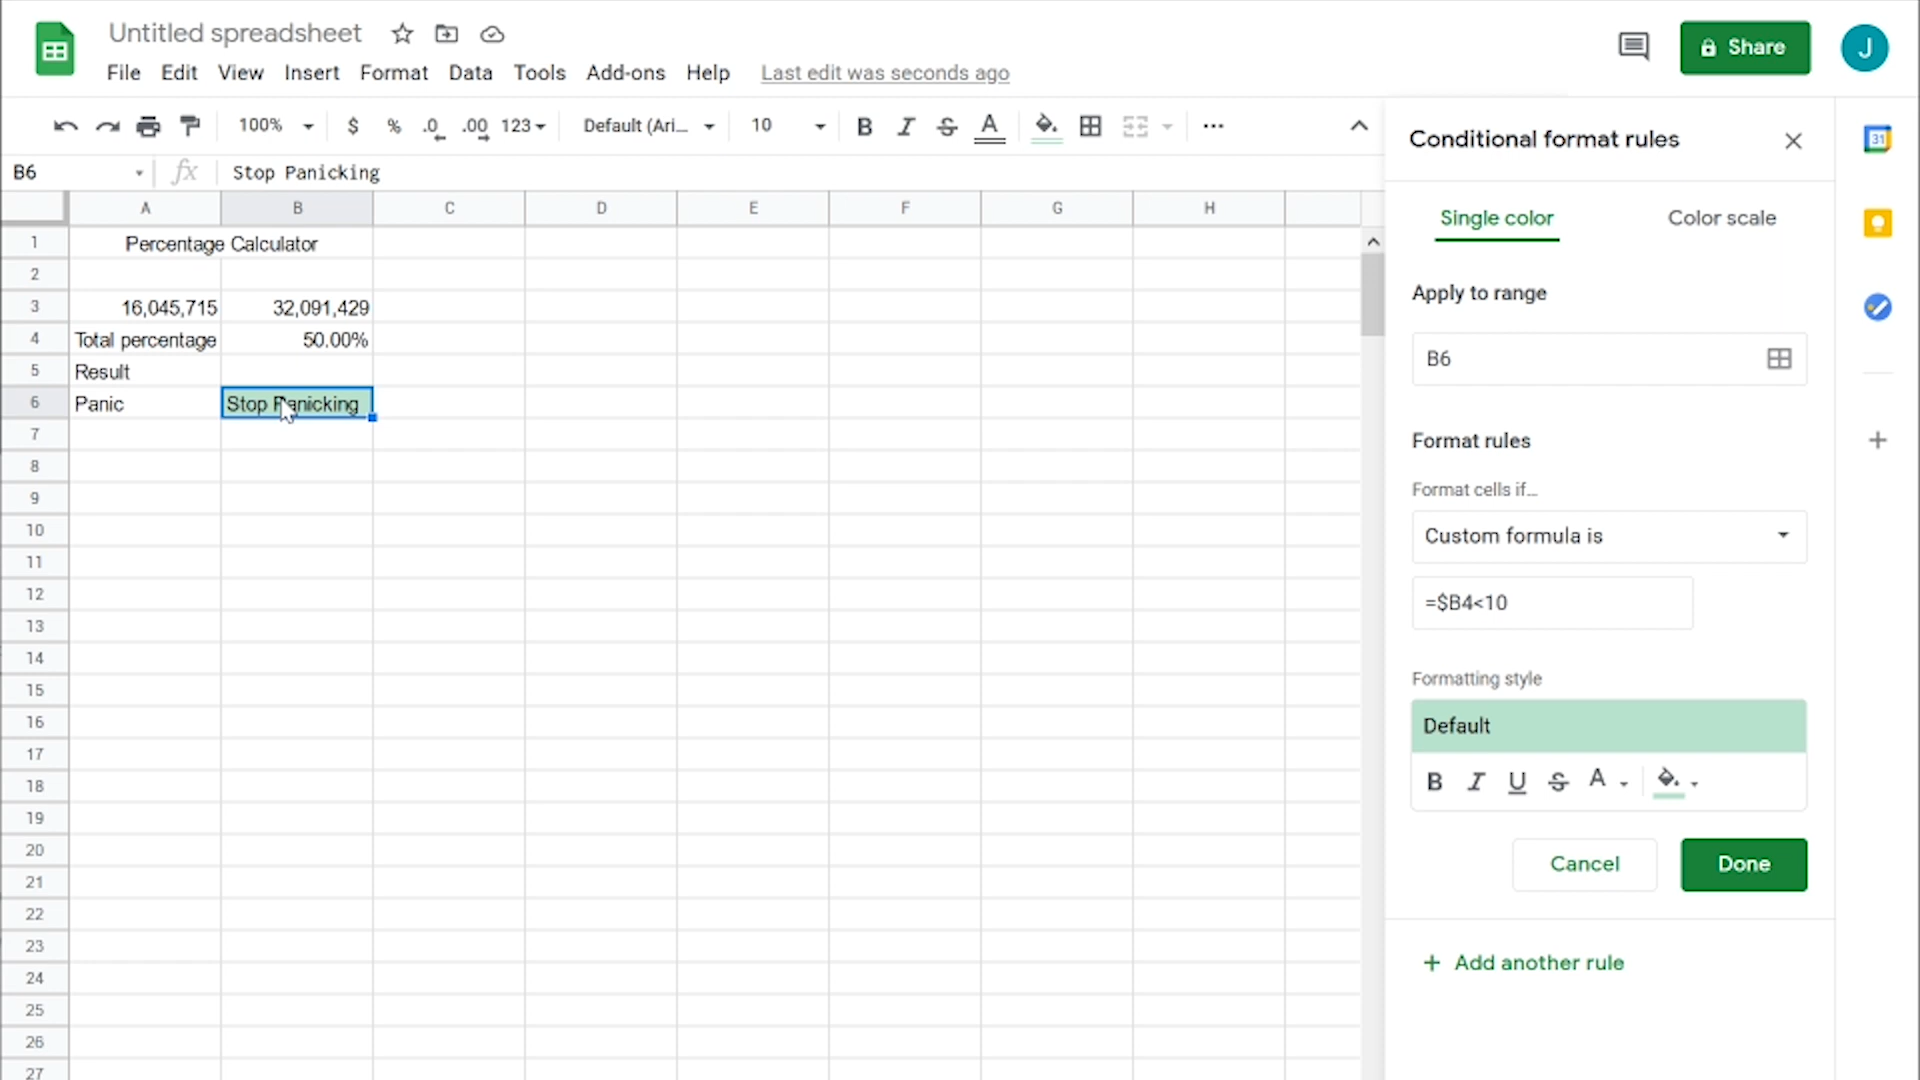 Untitled spreadsheet
File Edit View Insert Format Data Tools Add-ons Help Last edit was seconds ago
Share
J
100% $ % .0 .00 123 Default (Ari... 10 B I S A ...
B6 fx Stop Panicking
A B C D E F G H
1 Percentage Calculator
2
3 16,045,715 32,091,429
4 Total percentage 50.00%
5 Result
6 Panic Stop Panicking
7
8
9
10
11
12
13
14
15
16
17
18
19
20
21
22
23
24
25
26
27
Conditional format rules
Single color Color scale
Apply to range
B6
Format rules
Format cells if...
Custom formula is
=$B4<10
Formatting style
Default
B I U S A
Cancel Done
+ Add another rule
31